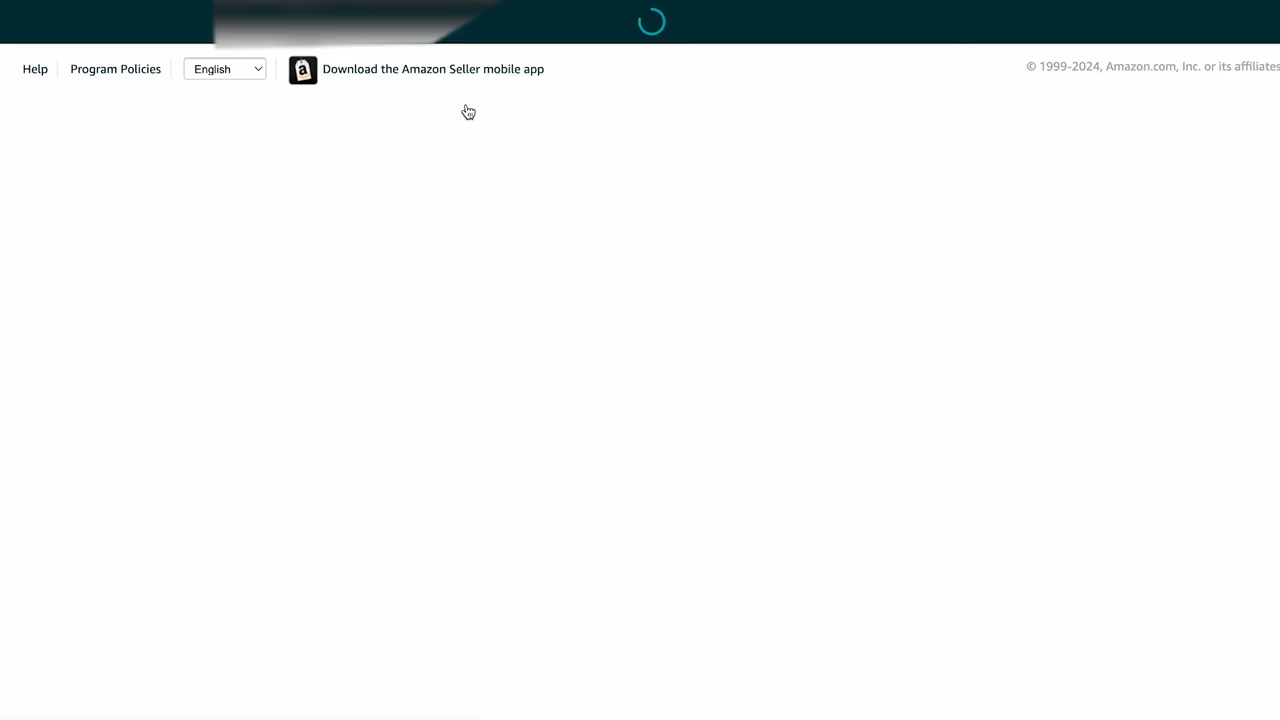 Help
Program Policies
English
a
Download the Amazon Seller mobile app
© 1999-2024, Amazon.com, Inc. or its affiliates